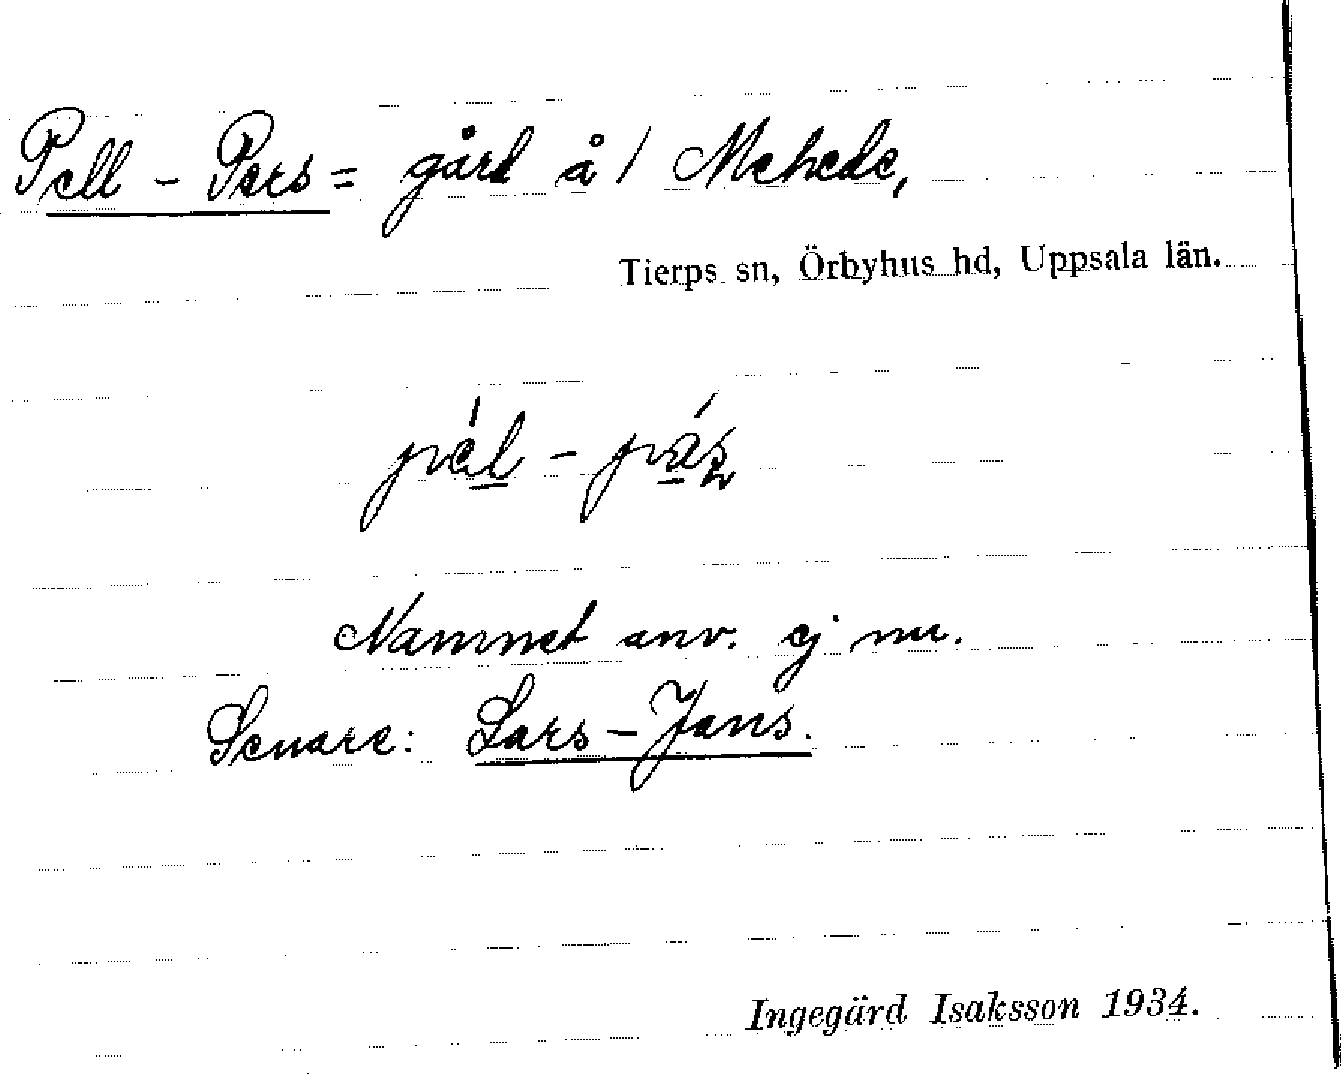 Pell - Pers = gård å 1 Mehede,
Tierps sn, Örbyhus hd, Uppsala län.
Namnet anv. ej nu.
Senare: Lars-Jans.
Ingegärd Isaksson 1934.